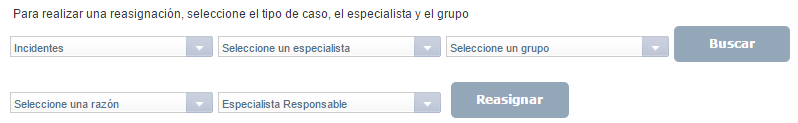 Para realizar una reasignación, seleccione el tipo de caso, el especialista y el grupo
Incidentes Seleccione un especialista Seleccione un grupo Buscar
Seleccione una razón Especialista Responsable Reasignar